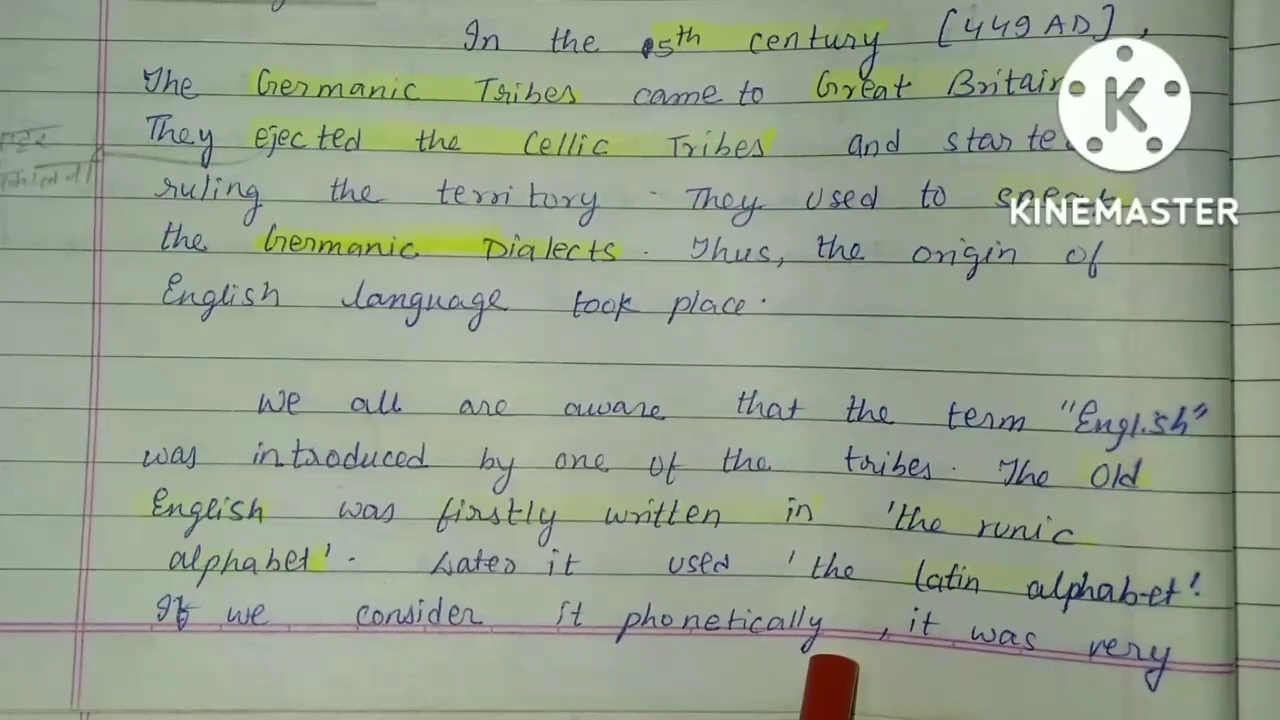 In the 5th century [449 AD],
The Germanic Tribes came to Great Britain
They ejected the Cellic Tribes and starte
ruling the territory. They used to speak
the Germanic Dialects. Thus, the origin of
English language took place.
We all are aware that the term "English"
was introduced by one of the tribes. The Old
English was firstly written in 'the runic
alphabet'. Later it used 'the latin alphabet'.
If we consider it phonetically, it was very
K
KINEMASTER